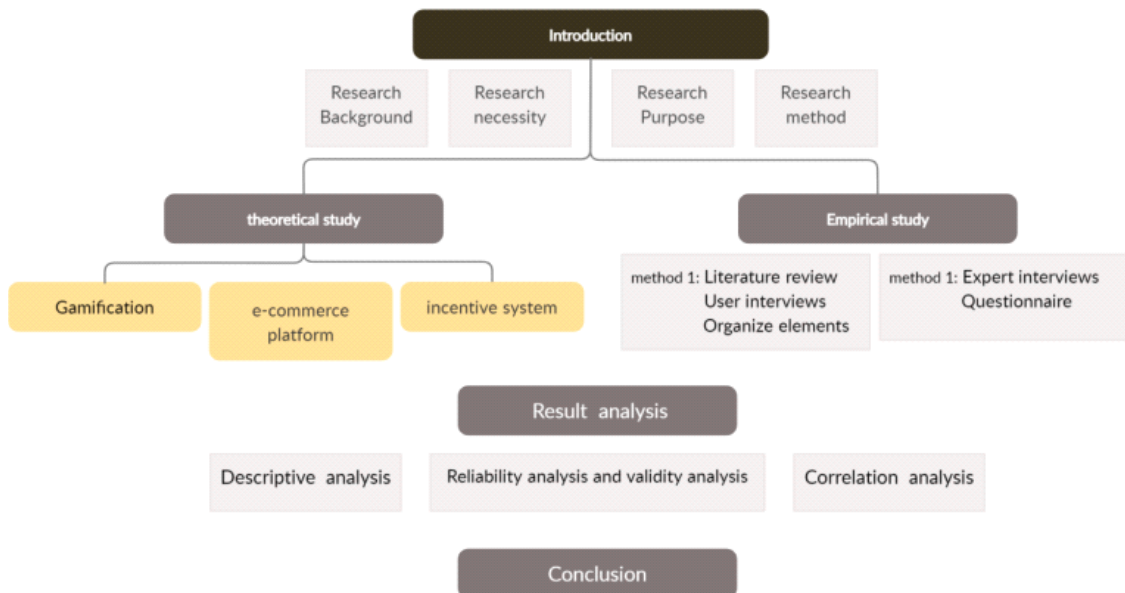 Introduction
Research
Background
Research
necessity
Research
Purpose
Research
method
theoretical study
Empirical study
Gamification
e-commerce
platform
incentive system
method 1: Literature review
User interviews
Organize elements
method 1: Expert interviews
Questionnaire
Result analysis
Descriptive analysis
Reliability analysis and validity analysis
Correlation analysis
Conclusion